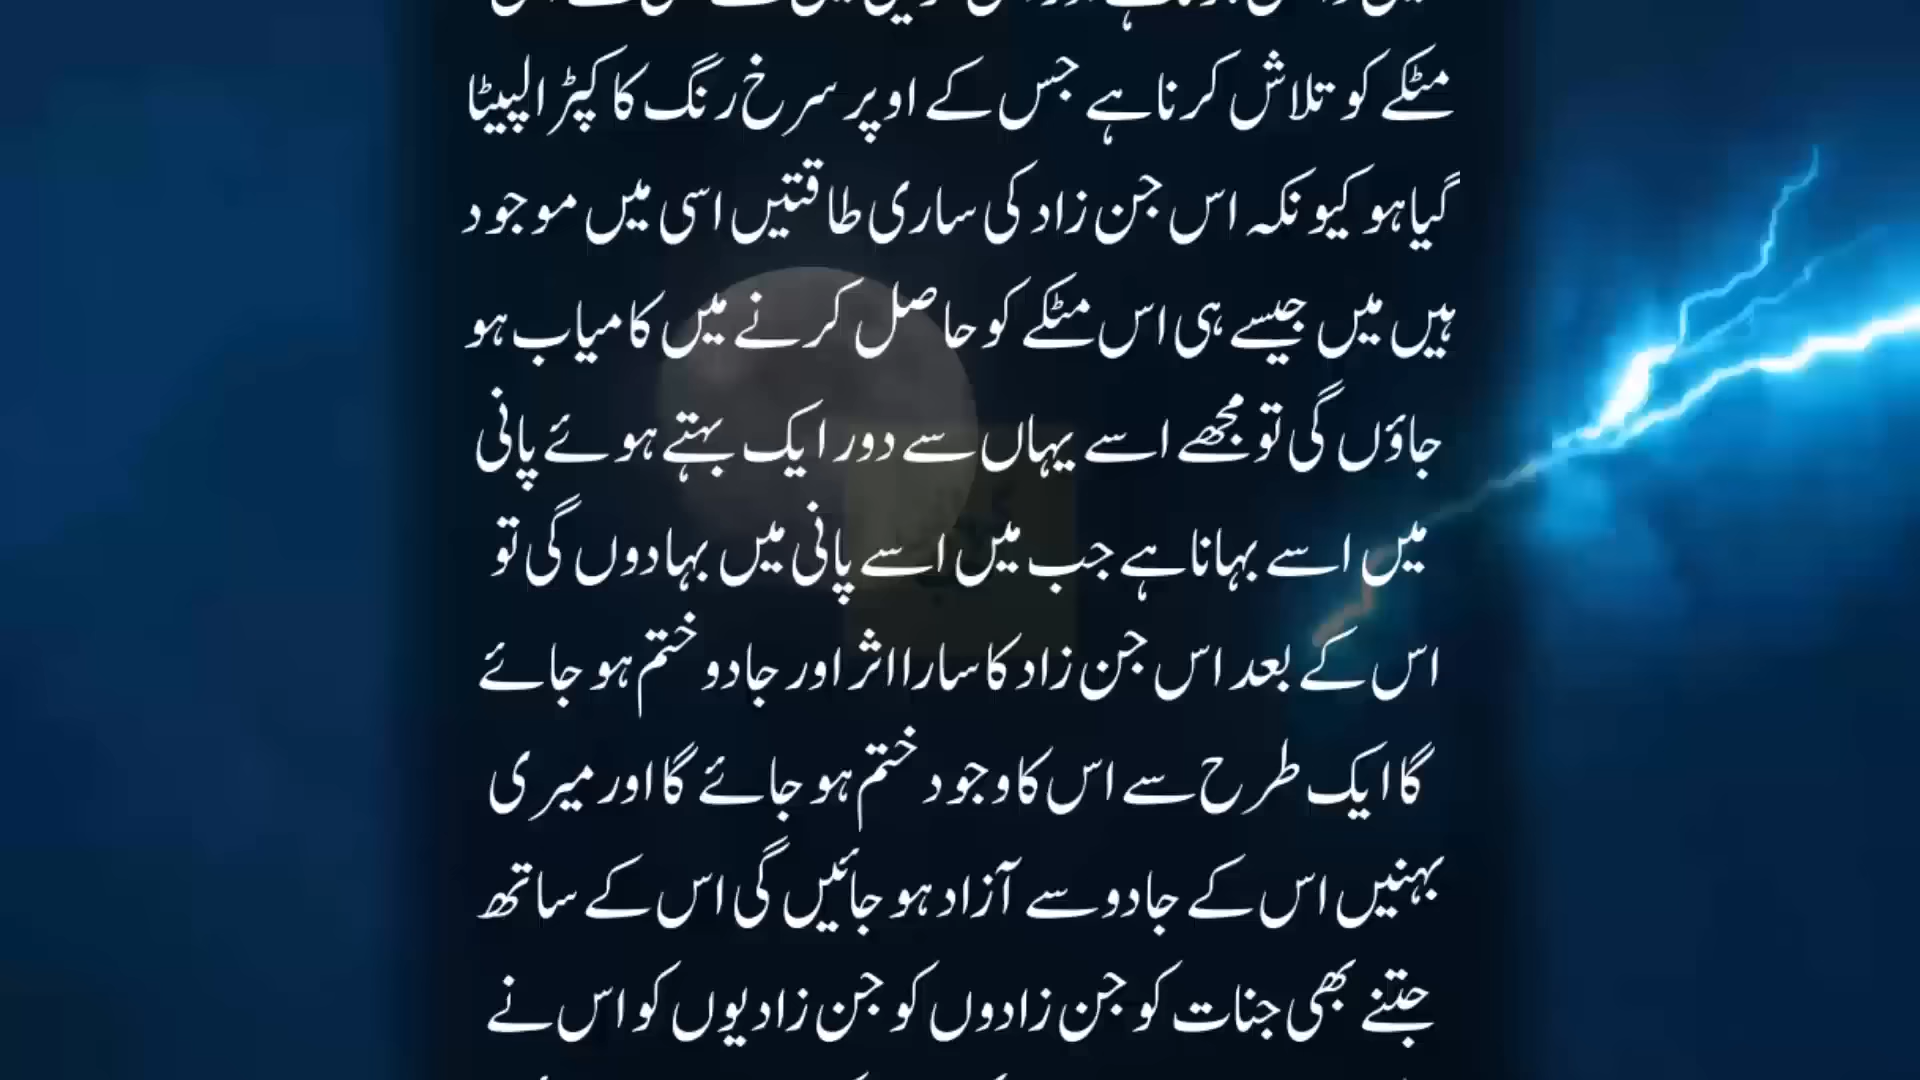 مٹکے کو تلاش کرنا ہے جس کے اوپر سرخ رنگ کا کپڑا لپیٹا
گیا ہو کیونکہ اس جن زاد کی ساری طاقتیں اسی میں موجود
ہیں میں جیسے ہی اس مٹکے کو حاصل کرنے میں کامیاب ہو
جاؤں گی تو مجھے اسے یہاں سے دور ایک بہتے ہوئے پانی
میں اسے بہانا ہے جب میں اسے پانی میں بہا دوں گی تو
اس کے بعد اس جن زاد کا سارا اثر اور جادو ختم ہو جائے
گا ایک طرح سے اس کا وجود ختم ہو جائے گا اور میری
بہنیں اس کے جادو سے آزاد ہو جائیں گی اس کے ساتھ
جتنے بھی جنات کو جن زادوں کو جن زادیوں کو اس نے